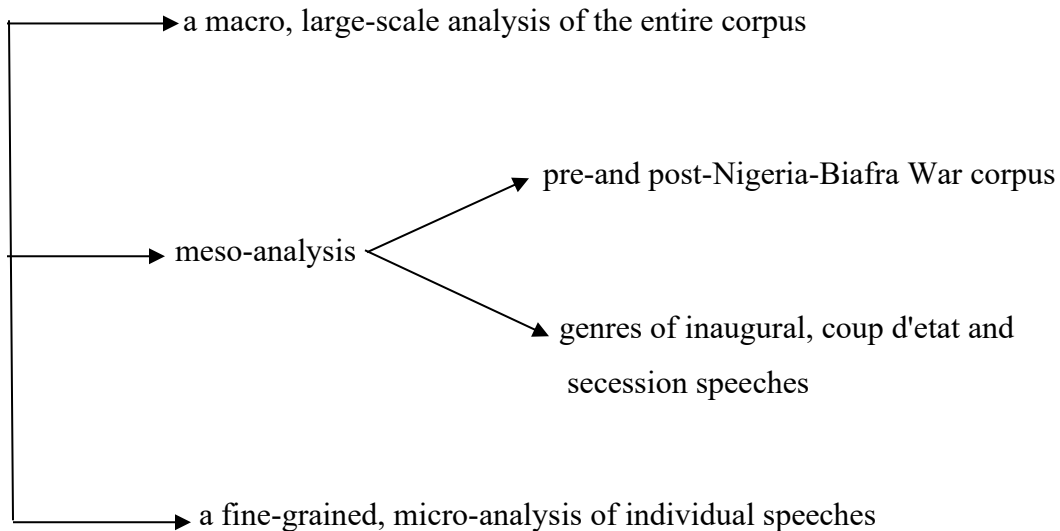 a macro, large-scale analysis of the entire corpus
pre-and post-Nigeria-Biafra War corpus
meso-analysis
genres of inaugural, coup d'etat and
secession speeches
a fine-grained, micro-analysis of individual speeches